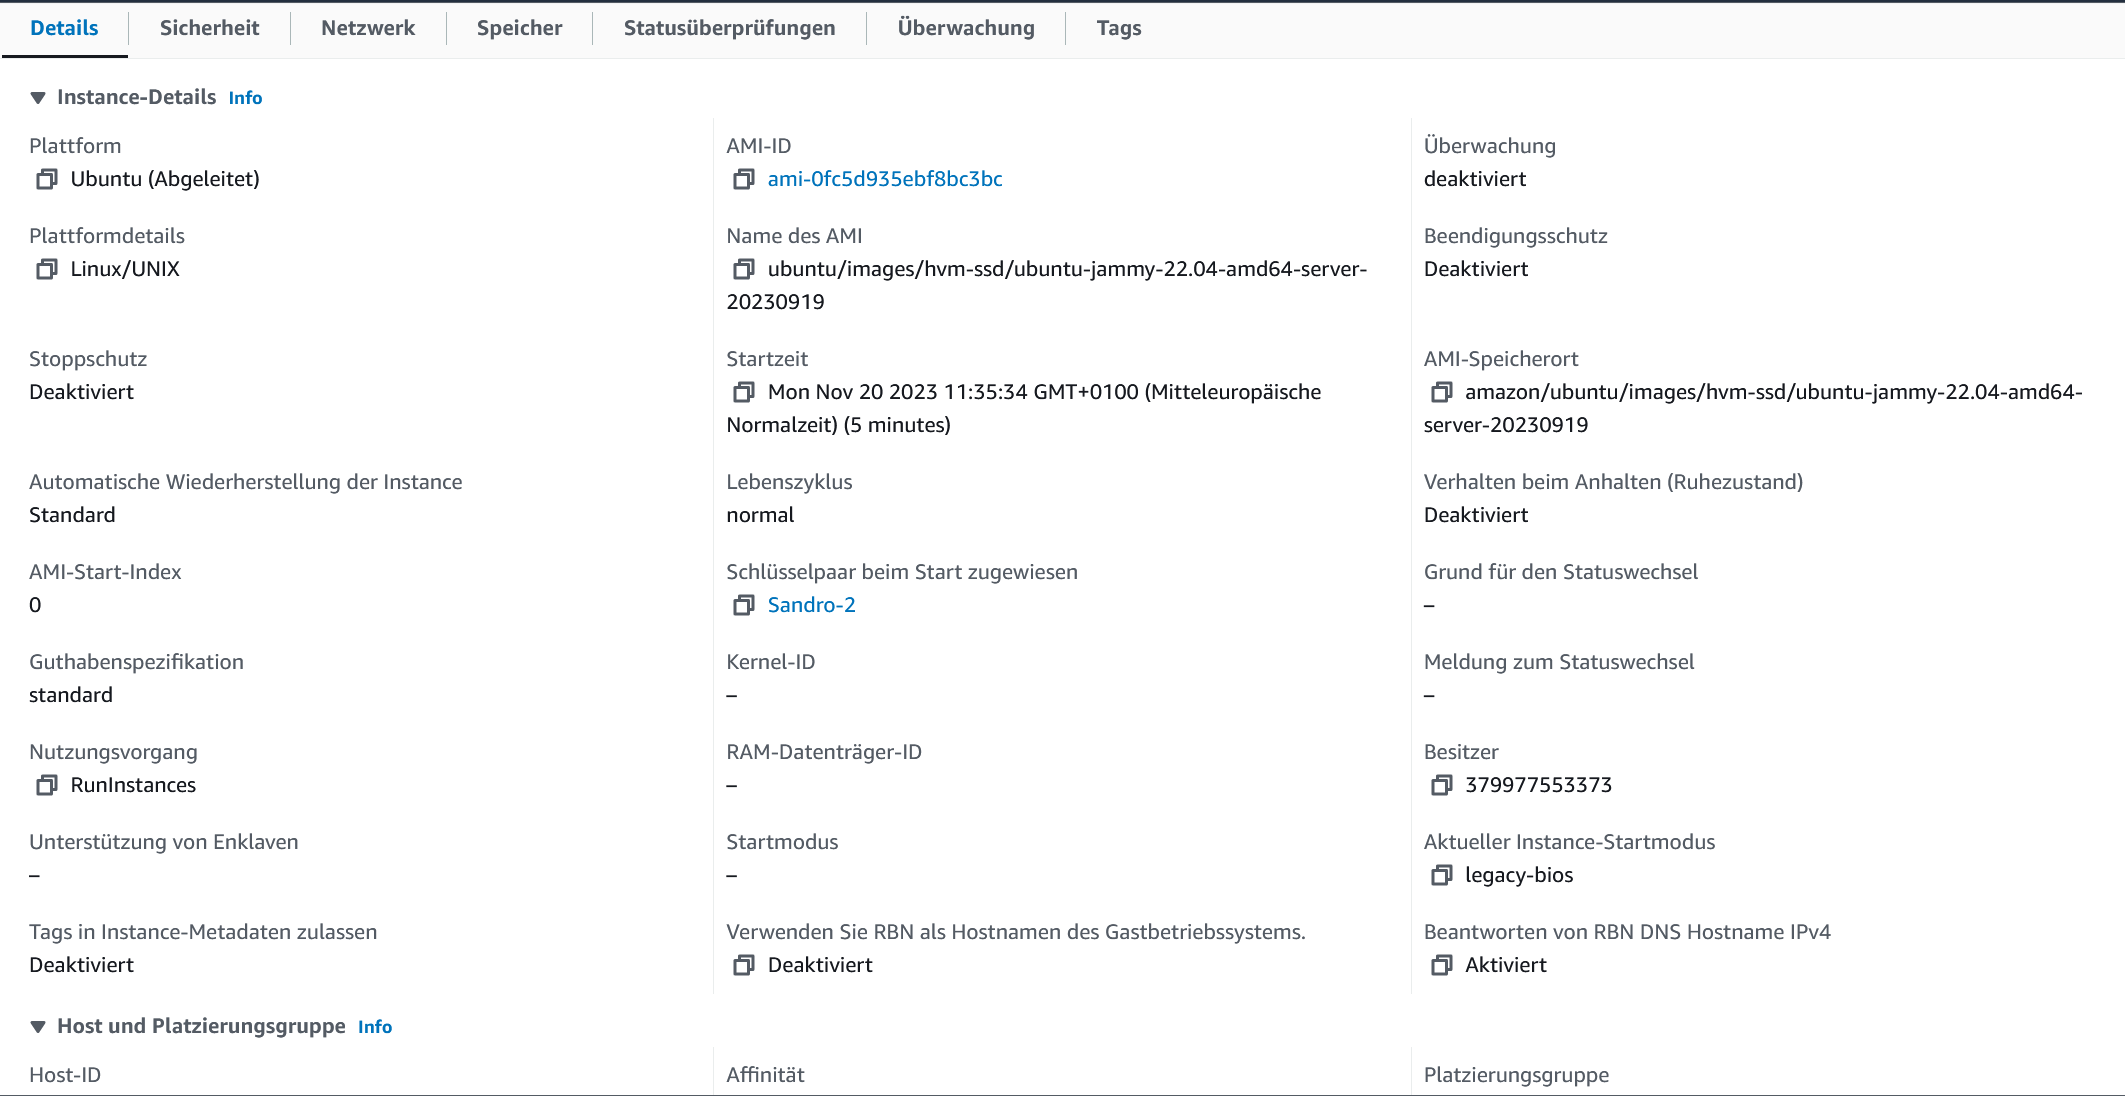 Details
Sicherheit
Netzwerk
Speicher
Statusüberprüfungen
Überwachung
Tags
Instance-Details Info
Plattform
Ubuntu (Abgeleitet)
AMI-ID
ami-0fc5d935ebf8bc3bc
Überwachung
deaktiviert
Plattformdetails
Linux/UNIX
Name des AMI
ubuntu/images/hvm-ssd/ubuntu-jammy-22.04-amd64-server-
20230919
Beendigungsschutz
Deaktiviert
Stoppschutz
Deaktiviert
Startzeit
Mon Nov 20 2023 11:35:34 GMT+0100 (Mitteleuropäische
Normalzeit) (5 minutes)
AMI-Speicherort
amazon/ubuntu/images/hvm-ssd/ubuntu-jammy-22.04-amd64-
server-20230919
Automatische Wiederherstellung der Instance
Standard
Lebenszyklus
normal
Verhalten beim Anhalten (Ruhezustand)
Deaktiviert
AMI-Start-Index
0
Schlüsselpaar beim Start zugewiesen
Sandro-2
Grund für den Statuswechsel
–
Guthabenspezifikation
standard
Kernel-ID
–
Meldung zum Statuswechsel
–
Nutzungsvorgang
RunInstances
RAM-Datenträger-ID
–
Besitzer
379977553373
Unterstützung von Enklaven
–
Startmodus
–
Aktueller Instance-Startmodus
legacy-bios
Tags in Instance-Metadaten zulassen
Deaktiviert
Verwenden Sie RBN als Hostnamen des Gastbetriebssystems.
Deaktiviert
Beantworten von RBN DNS Hostname IPv4
Aktiviert
Host und Platzierungsgruppe Info
Host-ID
Affinität
Platzierungsgruppe